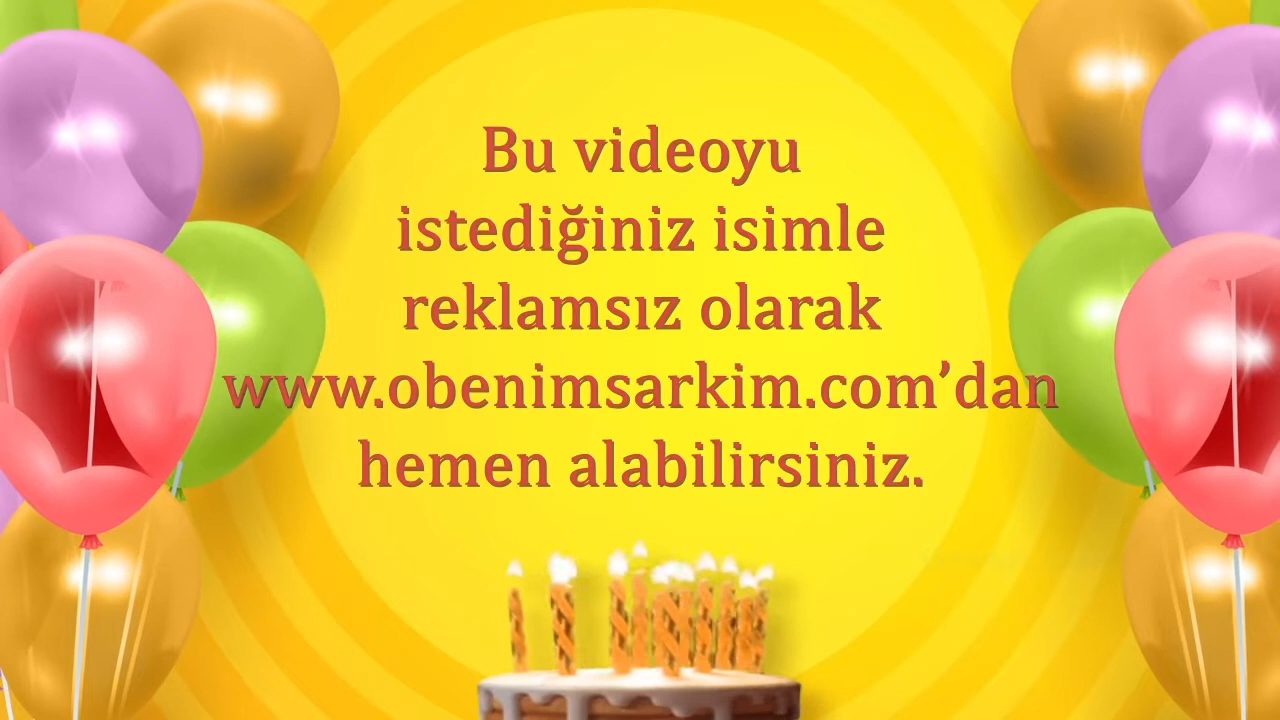 Bu videoyu
istediğiniz isimle
reklamsız olarak
www.obenimsarkim.com’dan
hemen alabilirsiniz.